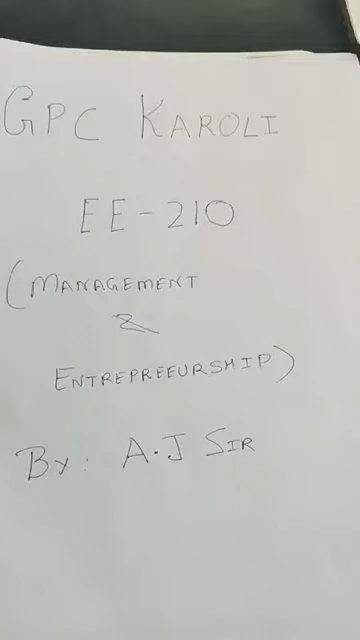 GPC KAROLI
EE-210
(MANAGEMENT
&
ENTREPREEURSHIP)
By: A.J SIR